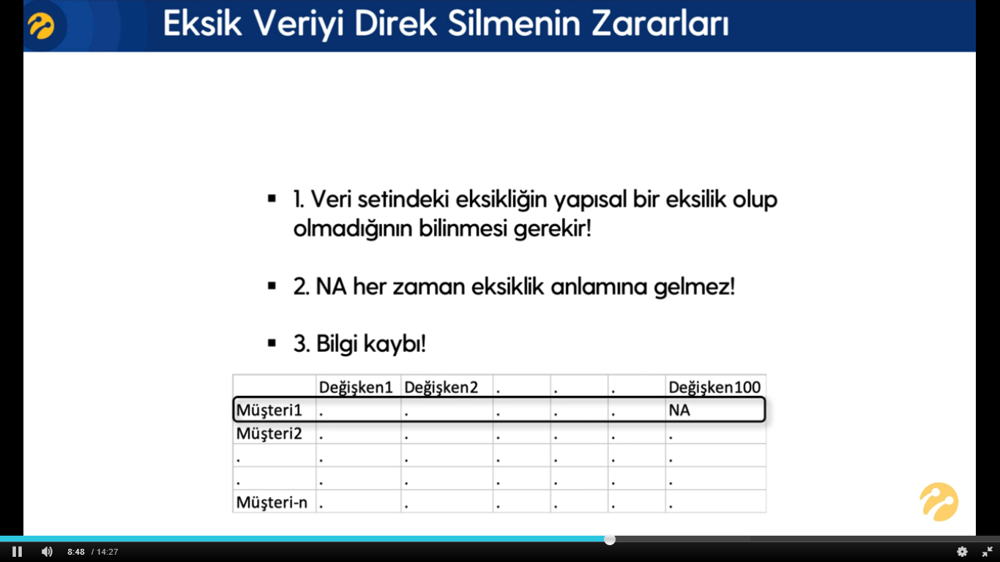 Eksik Veriyi Direk Silmenin Zararları
▪ 1. Veri setindeki eksikliğin yapısal bir eksilik olup
olmadığının bilinmesi gerekir!
▪ 2. NA her zaman eksiklik anlamına gelmez!
▪ 3. Bilgi kaybı!
Değişken1 Değişken2 . . . Değişken100
Müşteri1 . . . . . NA
Müşteri2 . . . . . .
. . . . . . .
. . . . . . .
Müşteri-n . . . . . .
8:48 / 14:27